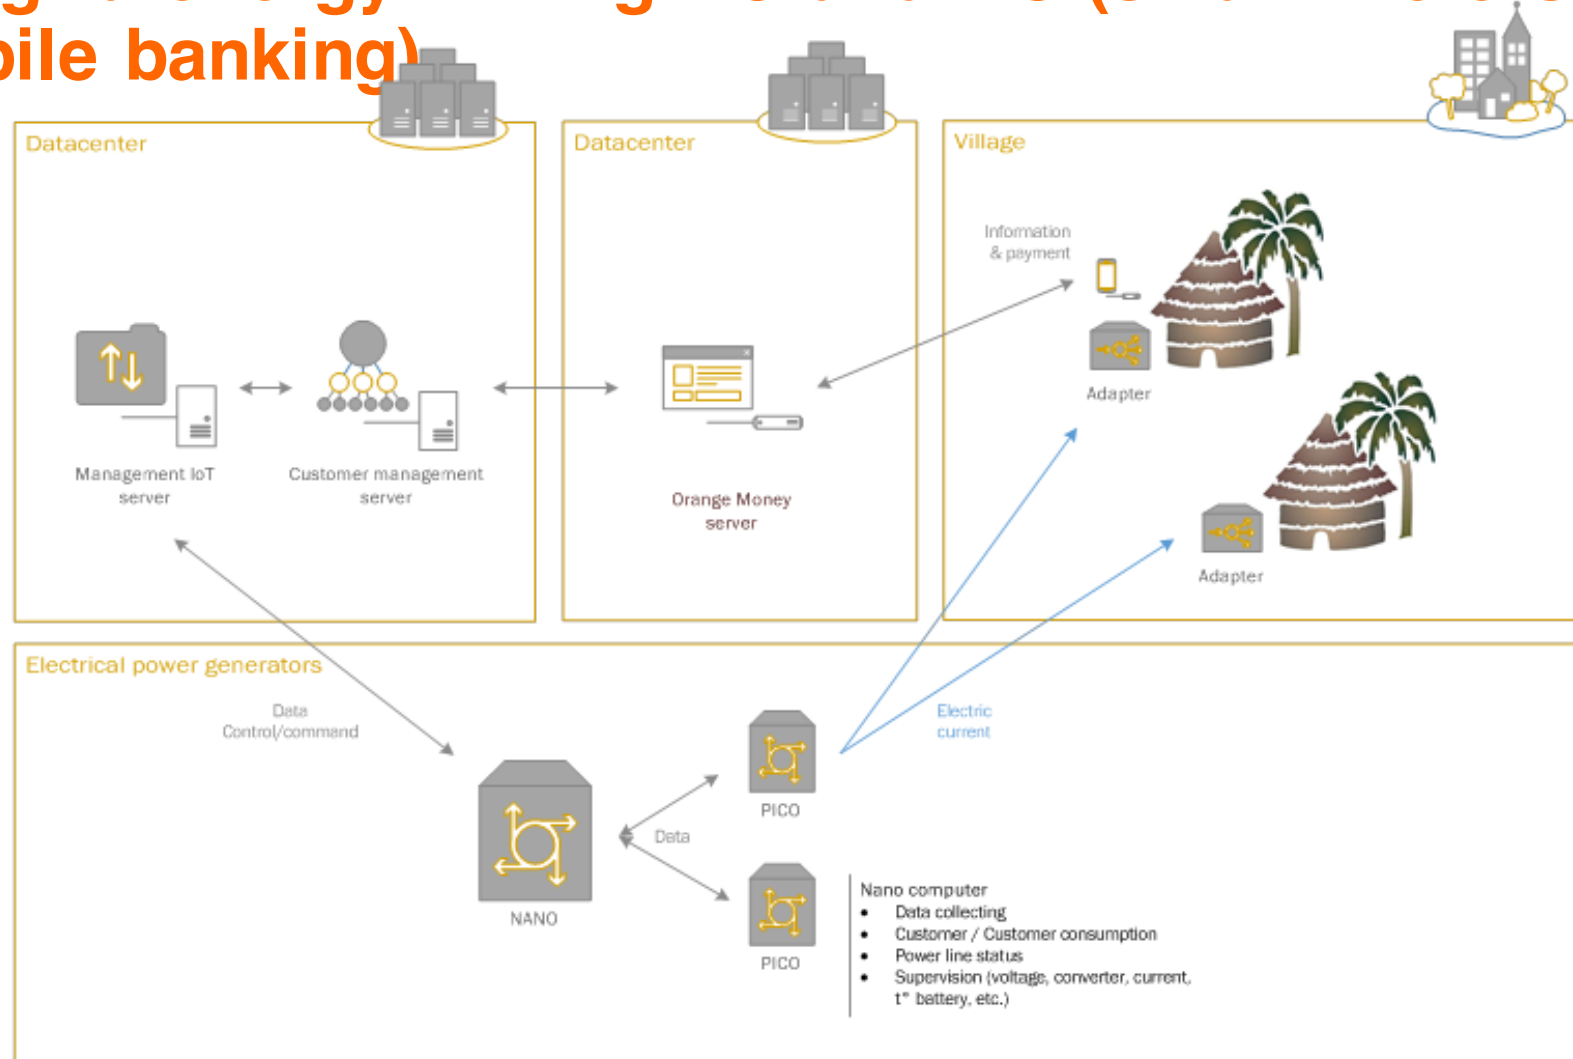 bile banking)
Datacenter
Datacenter
Village
Information
& payment
Adapter
Management IoT
server
Customer management
server
Orange Money
server
Adapter
Electrical power generators
Data
Control/command
Electric
current
PICO
Data
NANO
PICO
Nano computer
• Data collecting
• Customer / Customer consumption
• Power line status
• Supervision (voltage, converter, current,
t° battery, etc.)